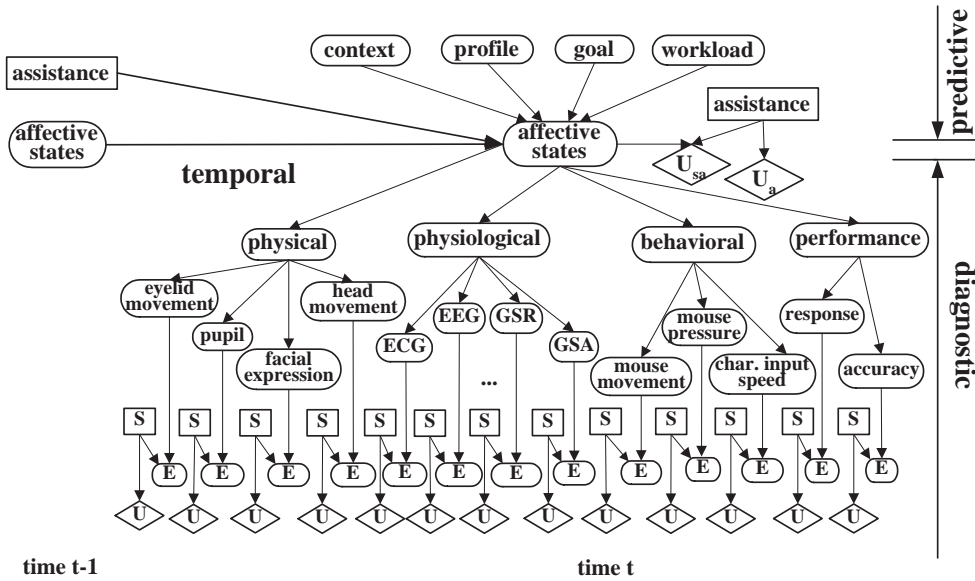 context
profile
goal
workload
predictive
assistance
assistance
affective
states
affective
states
U sa
U a
temporal
physical
physiological
behavioral
performance
diagnostic
eyelid
movement
head
movement
pupil
facial
expression
EEG
GSR
ECG
GSA
...
mouse
pressure
response
mouse
movement
char. input
speed
accuracy
S
S
S
S
S
S
S
S
S
S
S
S
S
E
E
E
E
E
E
E
E
E
E
E
E
E
U
U
U
U
U
U
U
U
U
U
U
U
U
time t-1
time t